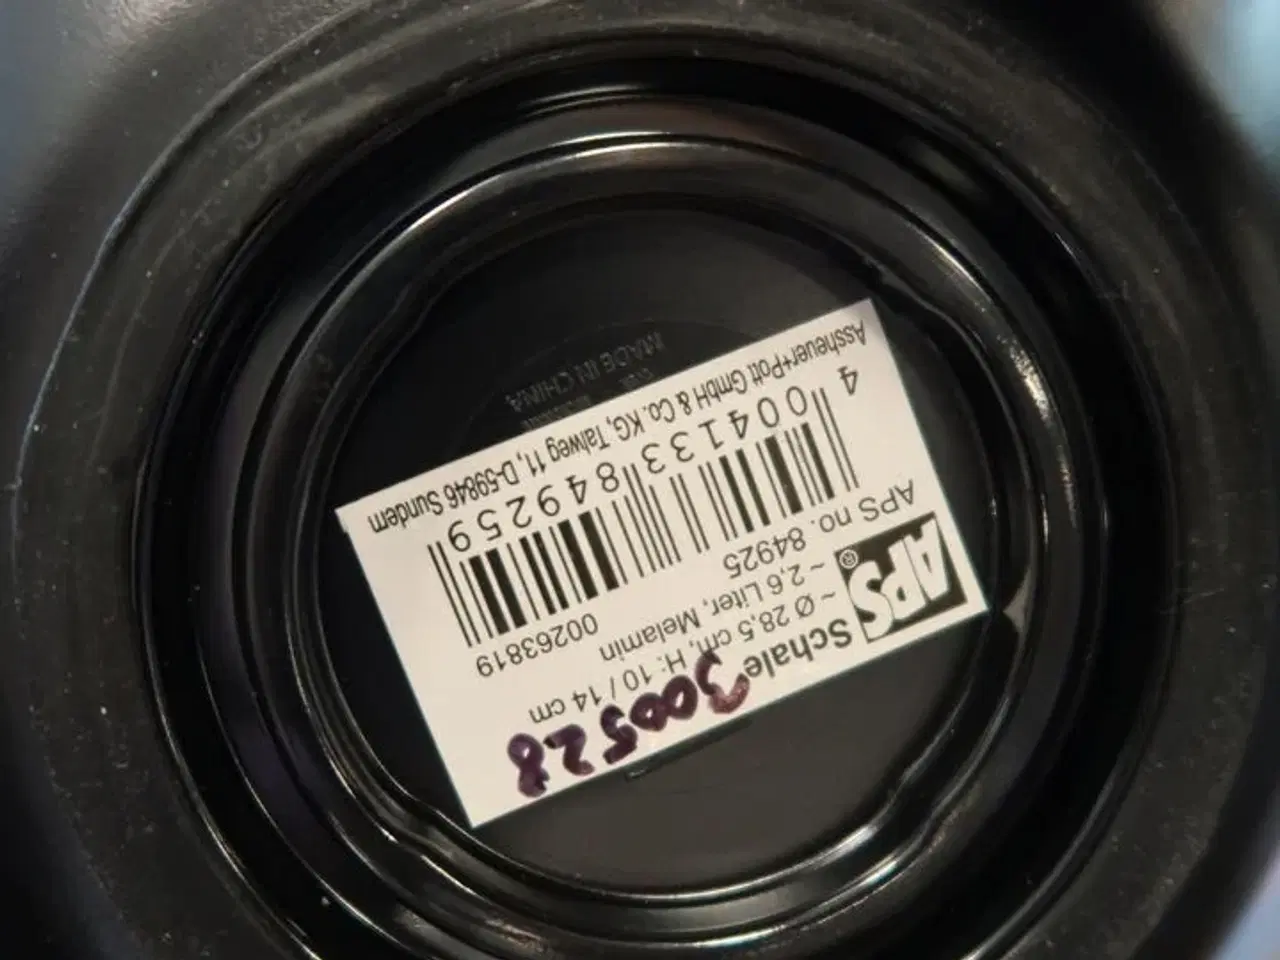 300528
APS®
Schale
~ Ø 28,5 cm, H: 10 / 14 cm
~ 2,6 Liter, Melamin
APS no. 84925
00263819
4 004133 849259
Assheuer+Pott GmbH & Co. KG, Talweg 11, D-59846 Sundern
MADE IN CHINA